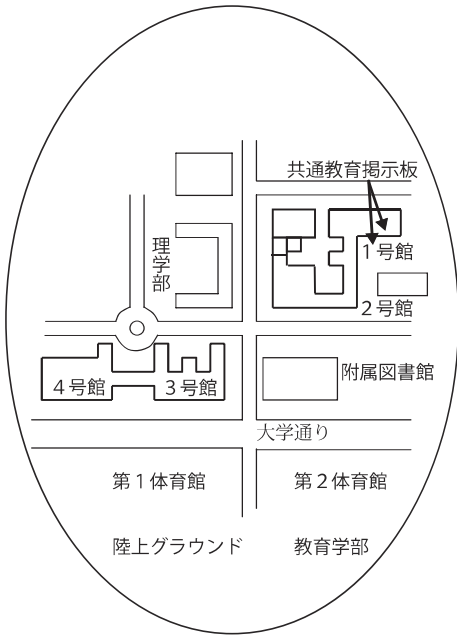 共通教育掲示板
理学部
1号館
2号館
附属図書館
4号館
3号館
大学通り
第1体育館
第2体育館
陸上グラウンド
教育学部